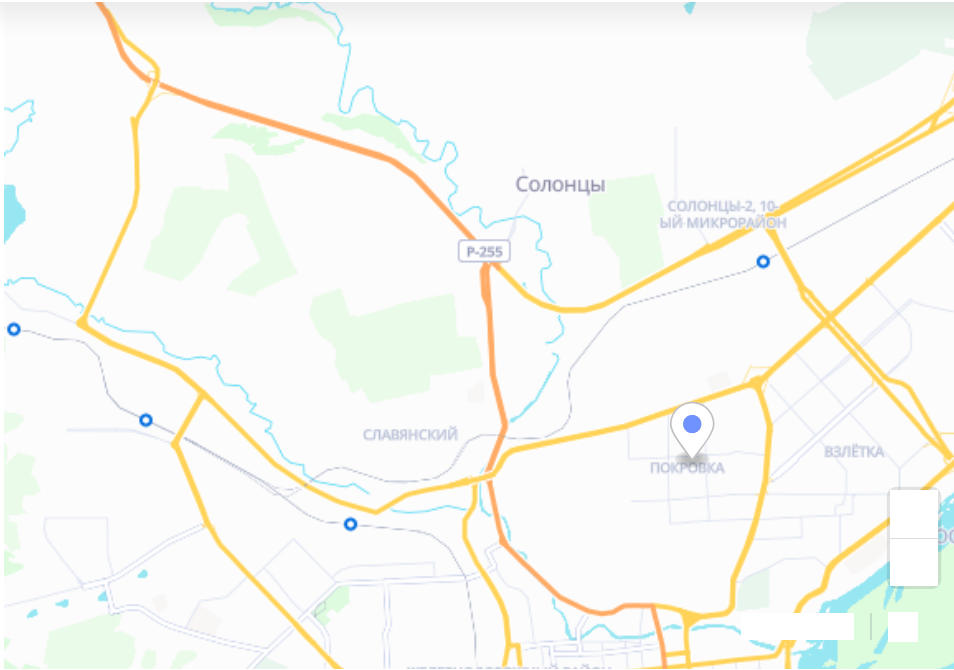 Солонцы
СОЛОНЦЫ-2, 10-
ЫЙ МИКРОРАЙОН
Р-255
СЛАВЯНСКИЙ
ВЗЛЁТКА
ПОКРОВКА